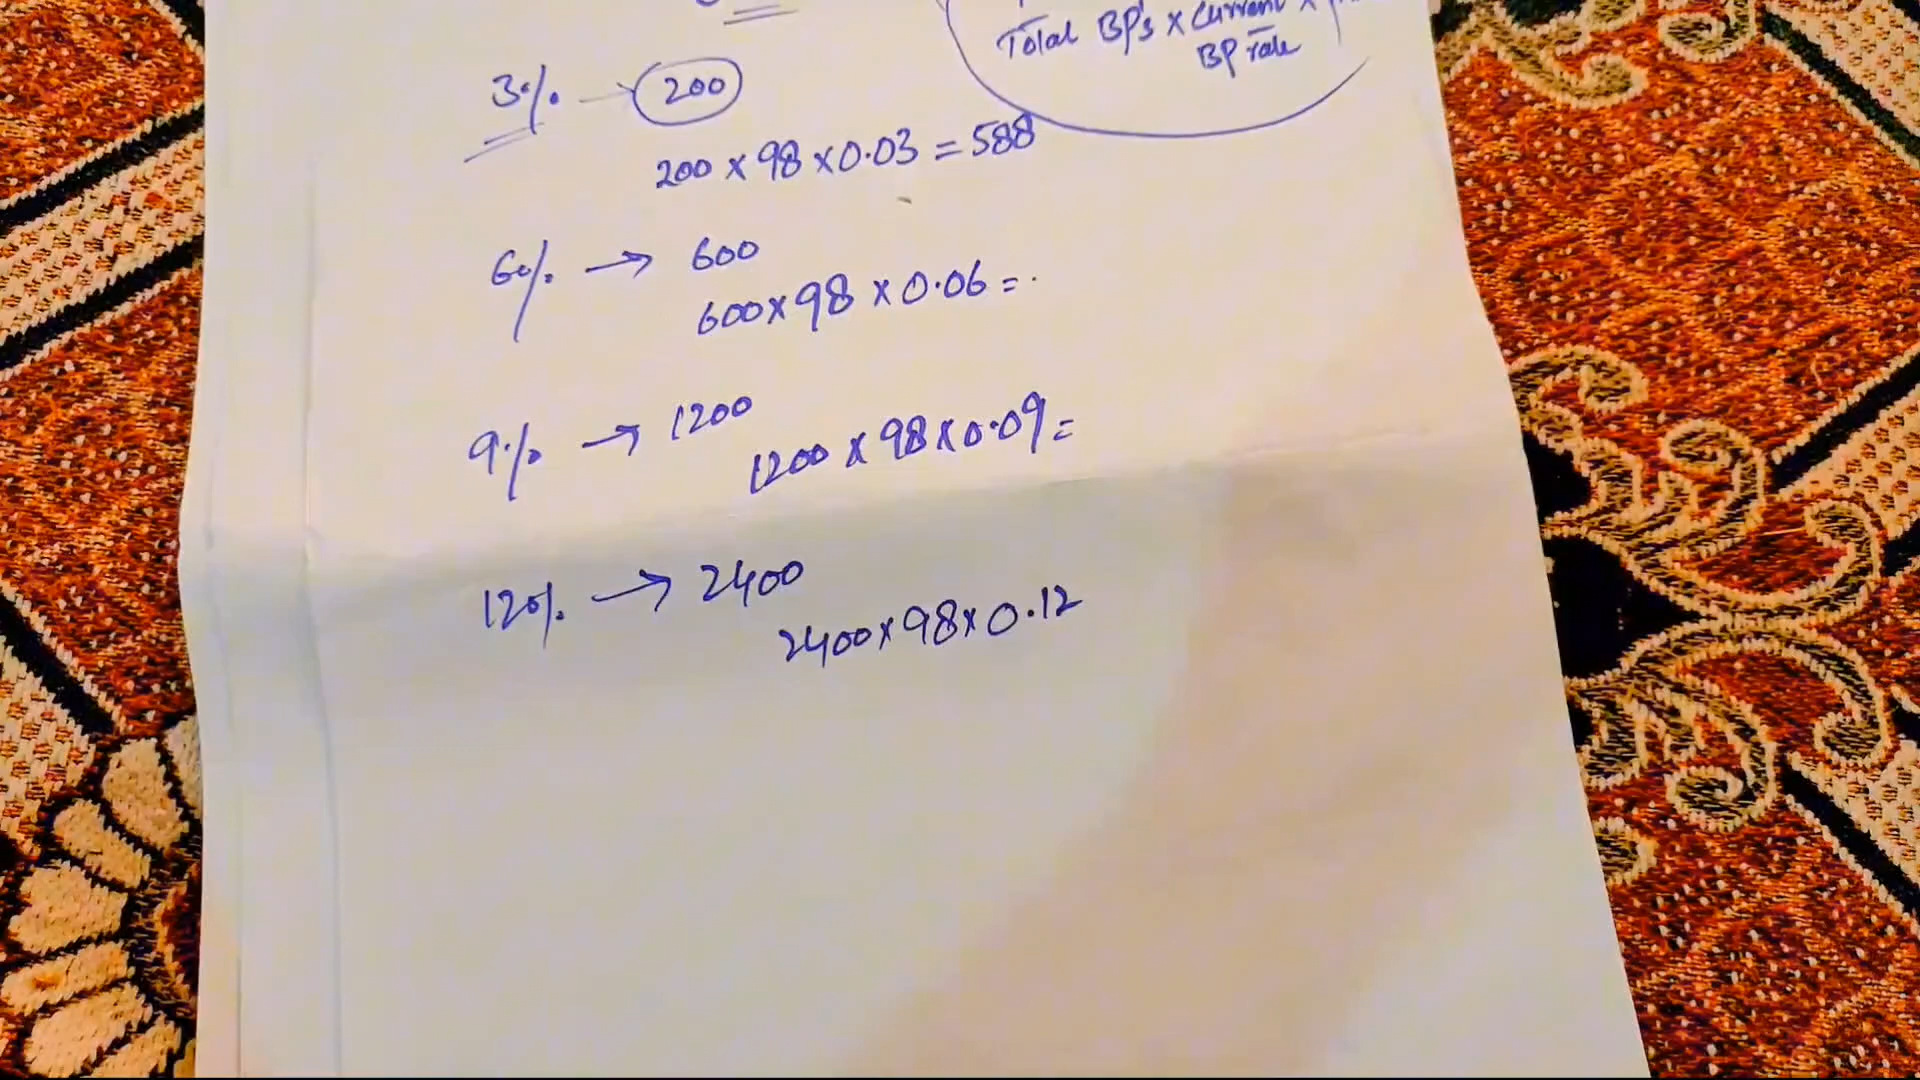 Total BP's x Current x
BP rate
3% → 200
200 x 98 x 0.03 = 588
6% → 600
600 x 98 x 0.06 =
9% → 1200
1200 x 98 x 0.09 =
12% → 2400
2400 x 98 x 0.12